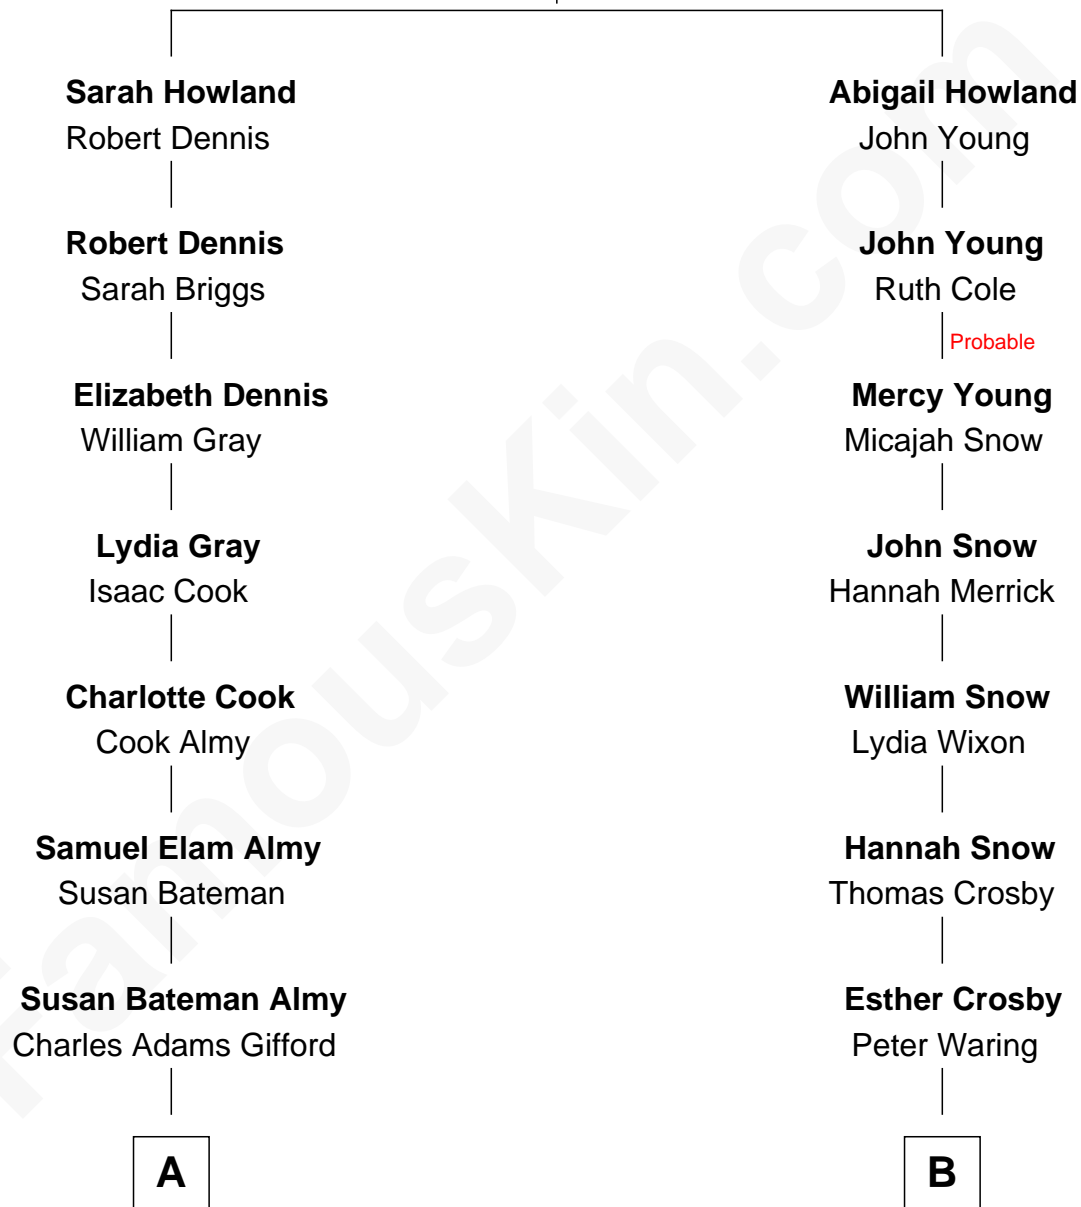 Sarah Howland
Robert Dennis
Abigail Howland
John Young
Robert Dennis
Sarah Briggs
John Young
Ruth Cole
Probable
Elizabeth Dennis
William Gray
Mercy Young
Micajah Snow
Lydia Gray
Isaac Cook
John Snow
Hannah Merrick
Charlotte Cook
Cook Almy
William Snow
Lydia Wixon
Samuel Elam Almy
Susan Bateman
Hannah Snow
Thomas Crosby
Susan Bateman Almy
Charles Adams Gifford
Esther Crosby
Peter Waring
A
B
FamousKin.com